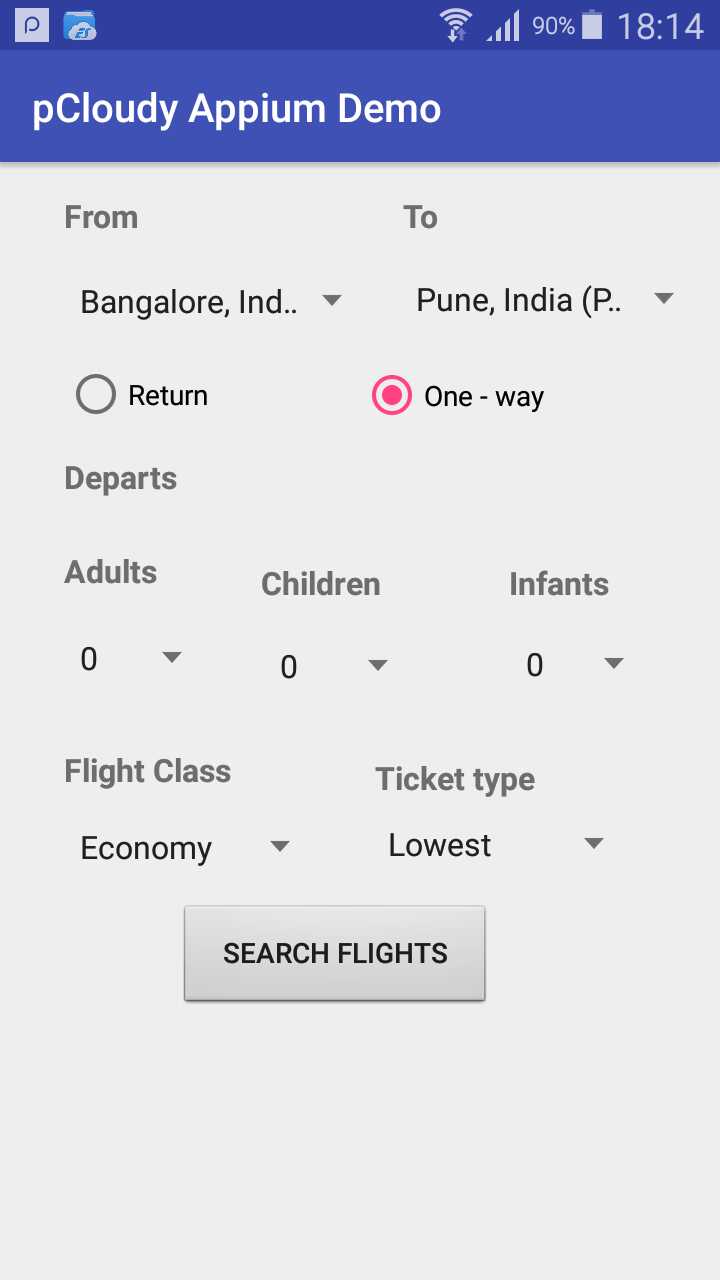 90% 18:14
pCloudy Appium Demo
From To
Bangalore, Ind.. Pune, India (P..
Return One - way
Departs
Adults Children Infants
0 0 0
Flight Class Ticket type
Economy Lowest
SEARCH FLIGHTS